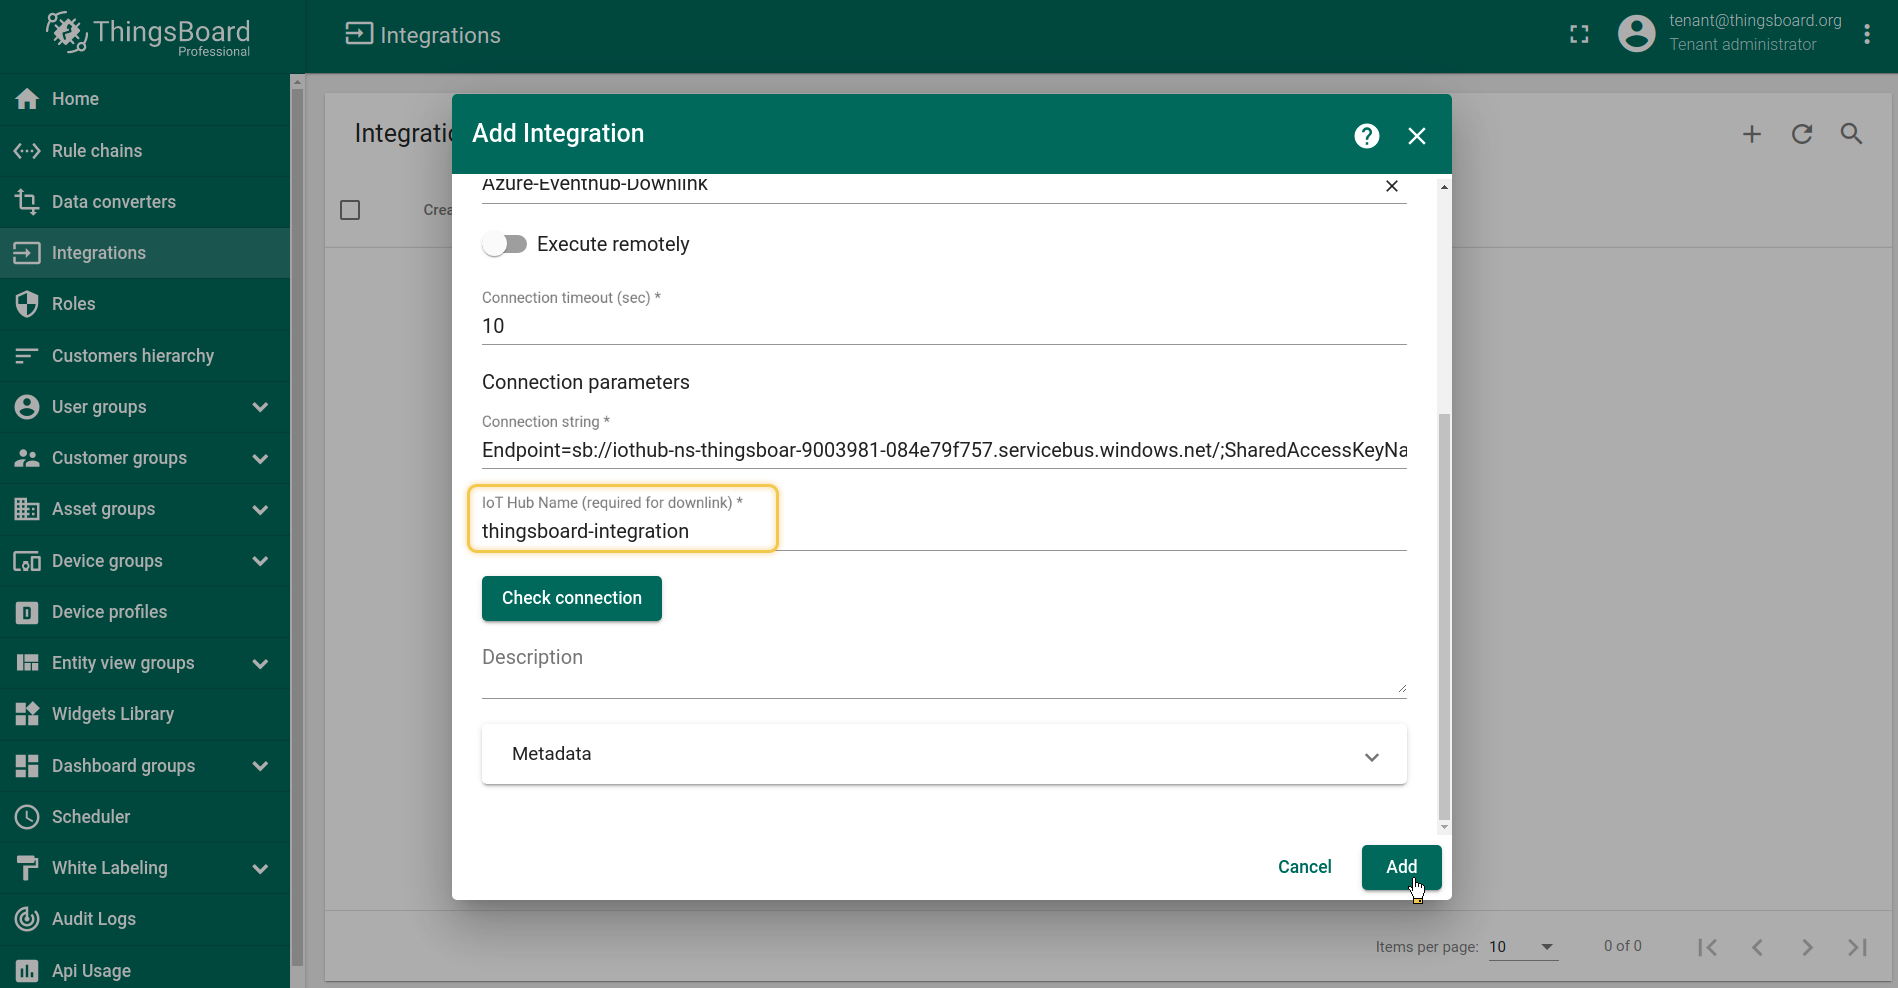 ThingsBoard
Professional
Integrations
tenant@thingsboard.org
Tenant administrator
Home
Rule chains
Data converters
Integrations
Roles
Customers hierarchy
User groups
Customer groups
Asset groups
Device groups
Device profiles
Entity view groups
Widgets Library
Dashboard groups
Scheduler
White Labeling
Audit Logs
Api Usage
Integratio
Crea
Add Integration
Azure-Eventhub-Downlink
Execute remotely
Connection timeout (sec) *
10
Connection parameters
Connection string *
Endpoint=sb://iothub-ns-thingsboar-9003981-084e79f757.servicebus.windows.net/;SharedAccessKeyNa
IoT Hub Name (required for downlink) *
thingsboard-integration
Check connection
Description
Metadata
Cancel
Add
Items per page: 10
0 of 0